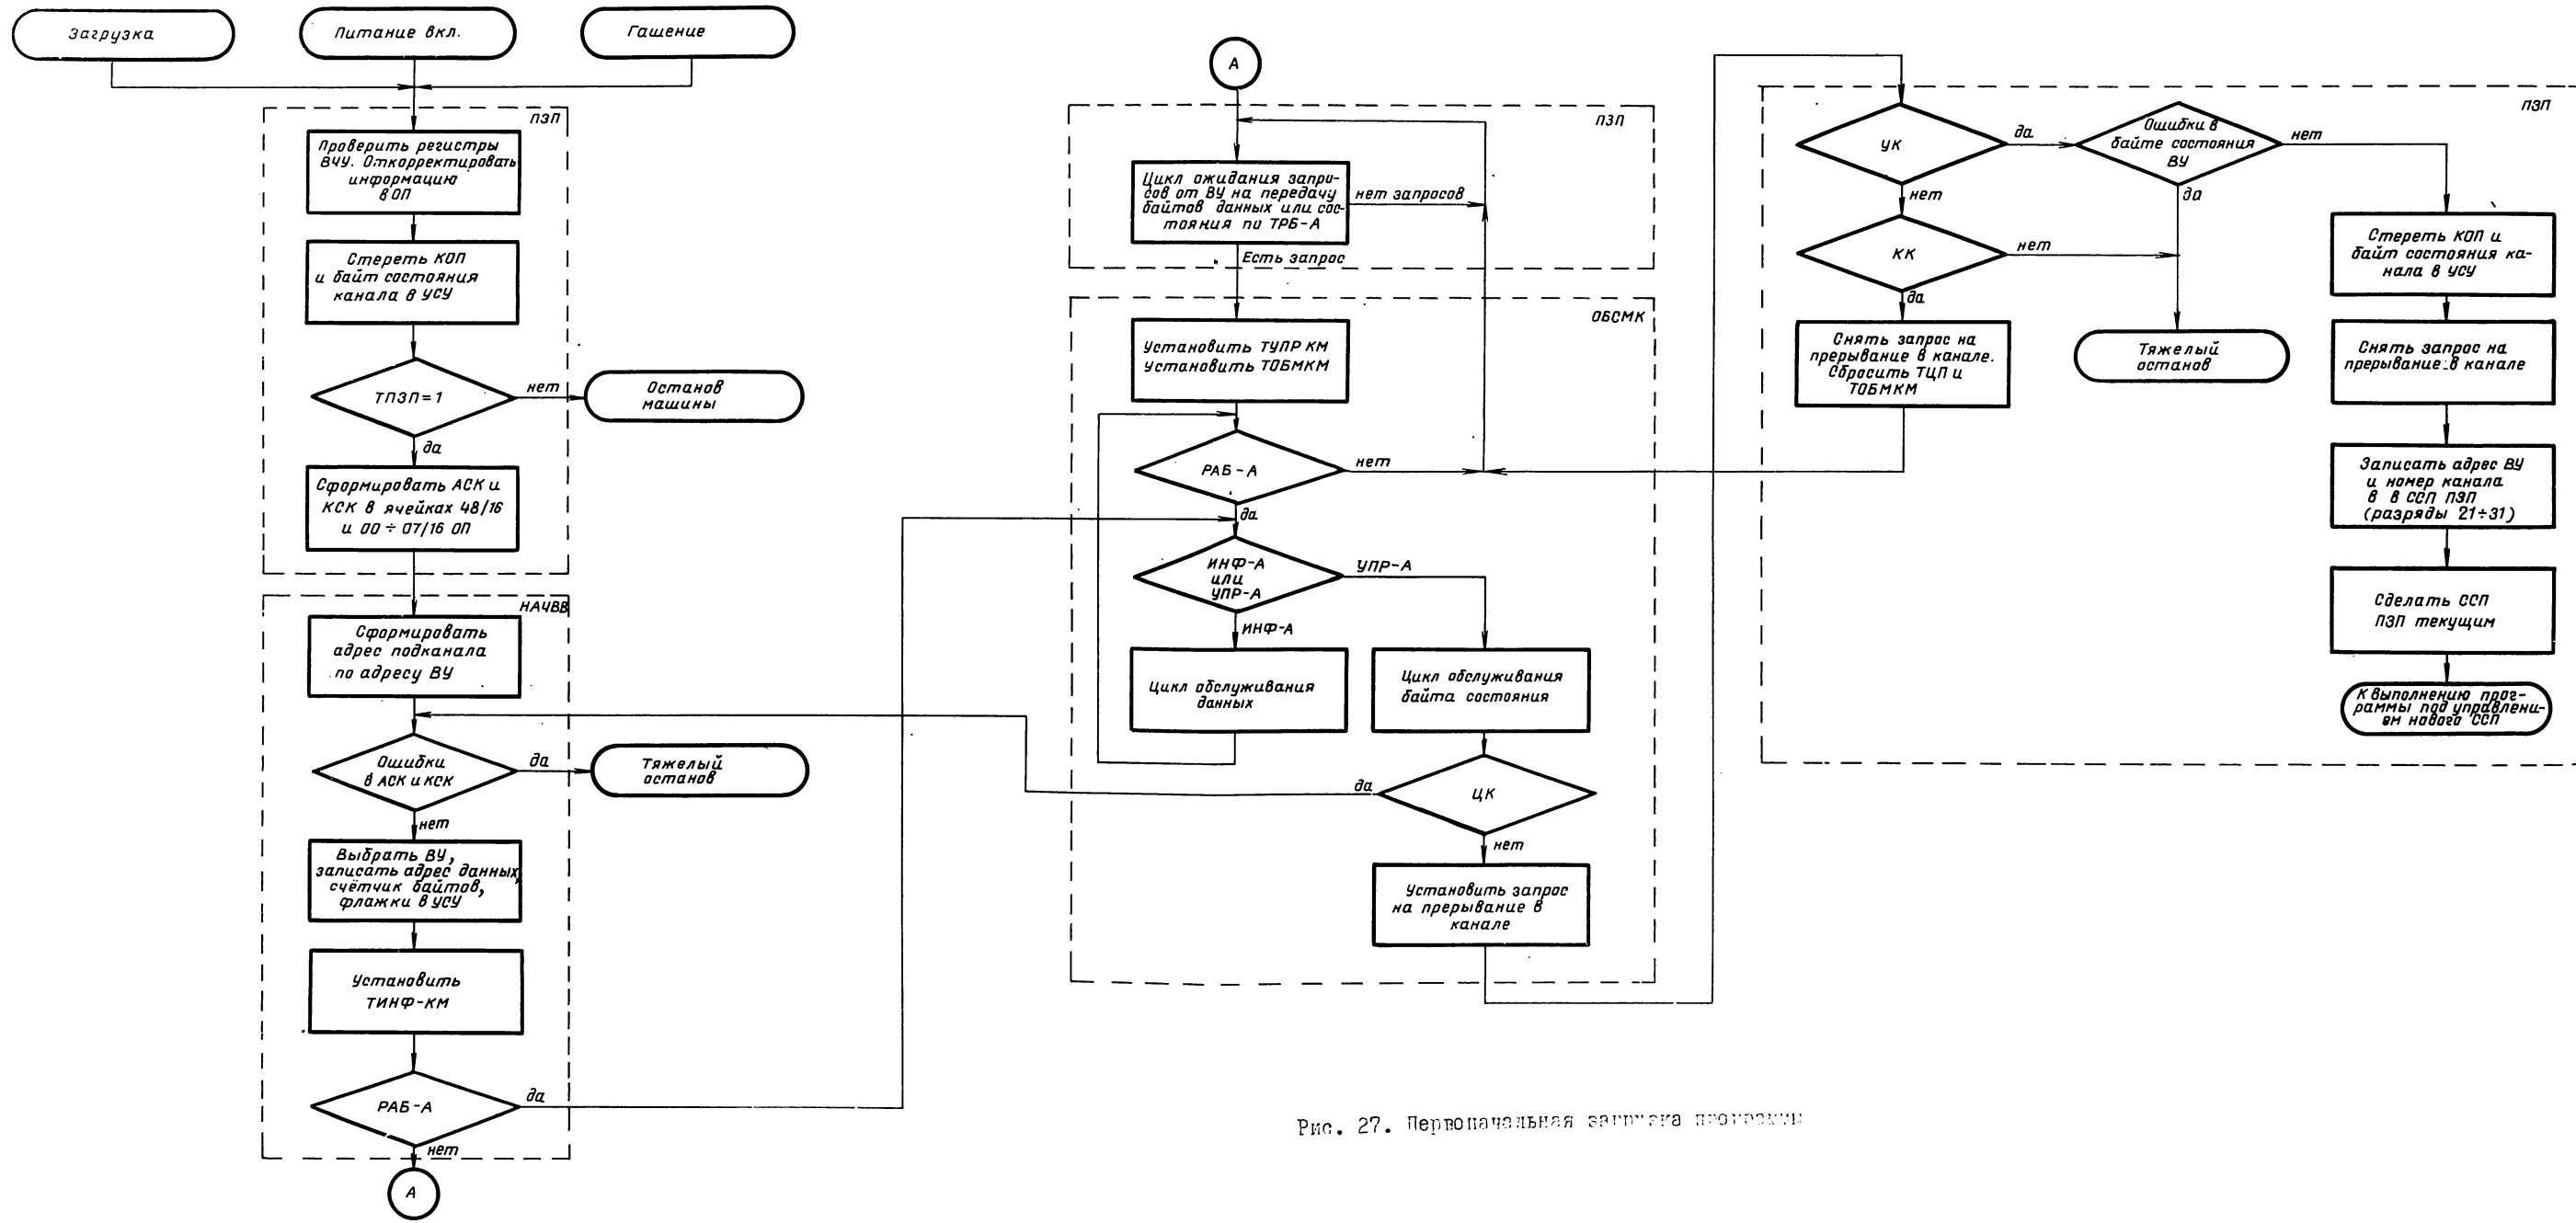 Загрузка
Питание вкл.
Гашение
ПЗП
Проверить регистры
ВЧУ. Откорректировать
информацию
в ОП
Стереть КОП
и байт состояния
канала в УСУ
ТПЗП=1
нет
Останов
машины
да
Сформировать АСК и
КСК в ячейках 48/16
и 00÷07/16 ОП
НАЧВВ
Сформировать
адрес подканала
по адресу ВУ
Ошибки
в АСК и КСК
да
Тяжелый
останов
нет
Выбрать ВУ,
записать адрес данных,
счётчик байтов,
флажки в УСУ
Установить
ТИНФ-КМ
РАБ-А
да
нет
А
А
ПЗП
Цикл ожидания запро-
сов от ВУ на передачу
байтов данных или сос-
тояния по ТРБ-А
нет запросов
Есть запрос
ОБСМК
Установить ТУПР КМ
Установить ТОБМКМ
РАБ-А
нет
да
ИНФ-А
или
УПР-А
УПР-А
ИНФ-А
Цикл обслуживания
данных
Цикл обслуживания
байта состояния
ЦК
да
нет
Установить запрос
на прерывание в
канале
ПЗП
УК
да
Ошибки в
байте состояния
ВУ
нет
да
нет
КК
нет
да
Снять запрос на
прерывание в канале.
Сбросить ТЦП и
ТОБМКМ
Тяжелый
останов
Стереть КОП и
байт состояния ка-
нала в УСУ
Снять запрос на
прерывание в канале
Записать адрес ВУ
и номер канала
в в ССП ПЗП
(разряды 21÷31)
Сделать ССП
ПЗП текущим
К выполнению прог-
раммы под управлени-
ем нового ССП
Рис. 27. Первоначальная загрузка программы